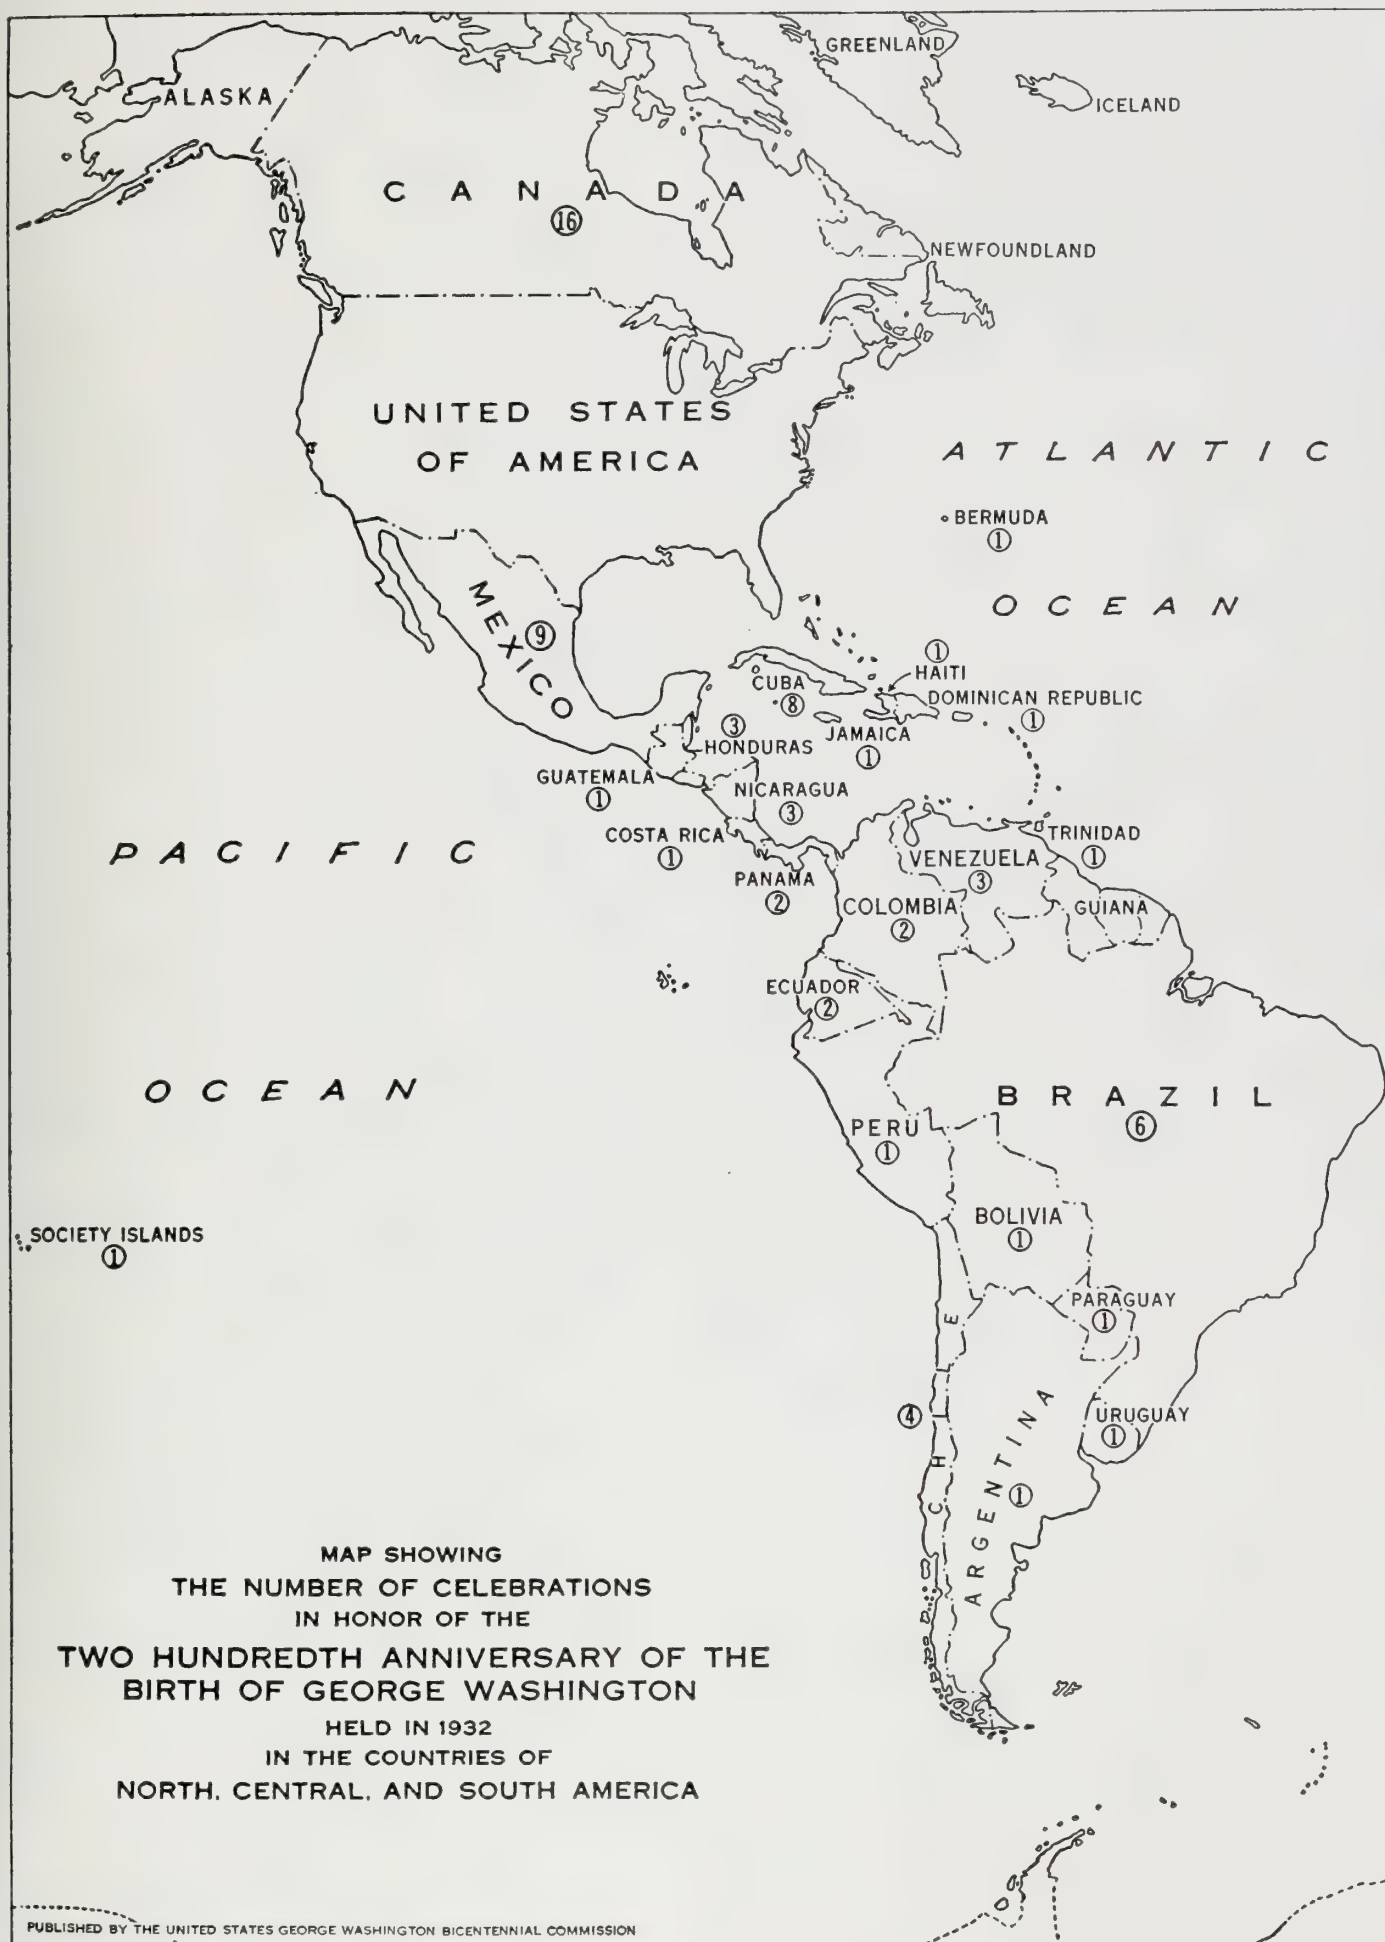 GREENLAND
ICELAND
ALASKA
CANADA
16
NEWFOUNDLAND
UNITED STATES
OF AMERICA
ATLANTIC
BERMUDA
1
OCEAN
MEXICO
9
1
HAITI
CUBA
8
DOMINICAN REPUBLIC
1
3
HONDURAS
JAMAICA
1
GUATEMALA
1
NICARAGUA
3
COSTA RICA
1
TRINIDAD
1
PACIFIC
VENEZUELA
3
PANAMA
2
COLOMBIA
2
GUIANA
ECUADOR
2
OCEAN
BRAZIL
6
PERU
1
BOLIVIA
1
SOCIETY ISLANDS
1
PARAGUAY
1
CHILE
4
URUGUAY
1
ARGENTINA
1
MAP SHOWING
THE NUMBER OF CELEBRATIONS
IN HONOR OF THE
TWO HUNDREDTH ANNIVERSARY OF THE
BIRTH OF GEORGE WASHINGTON
HELD IN 1932
IN THE COUNTRIES OF
NORTH, CENTRAL, AND SOUTH AMERICA
PUBLISHED BY THE UNITED STATES GEORGE WASHINGTON BICENTENNIAL COMMISSION